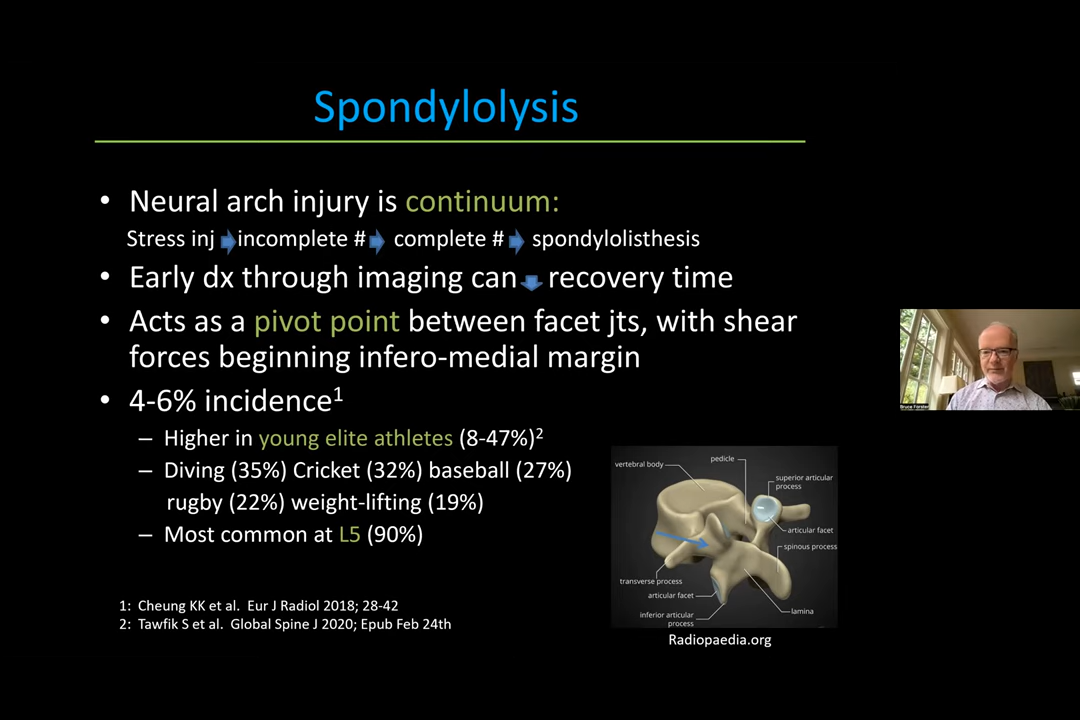 Spondylolysis
• Neural arch injury is continuum:
Stress inj incomplete # complete # spondylolisthesis
• Early dx through imaging can recovery time
• Acts as a pivot point between facet jts, with shear
forces beginning infero-medial margin
• 4-6% incidence1
– Higher in young elite athletes (8-47%)2
– Diving (35%) Cricket (32%) baseball (27%)
rugby (22%) weight-lifting (19%)
– Most common at L5 (90%)
1: Cheung KK et al. Eur J Radiol 2018; 28-42
2: Tawfik S et al. Global Spine J 2020; Epub Feb 24th
vertebral body
pedicle
superior articular
process
articular facet
spinous process
transverse process
articular facet
inferior articular
process
lamina
Radiopaedia.org
Bruce Forster